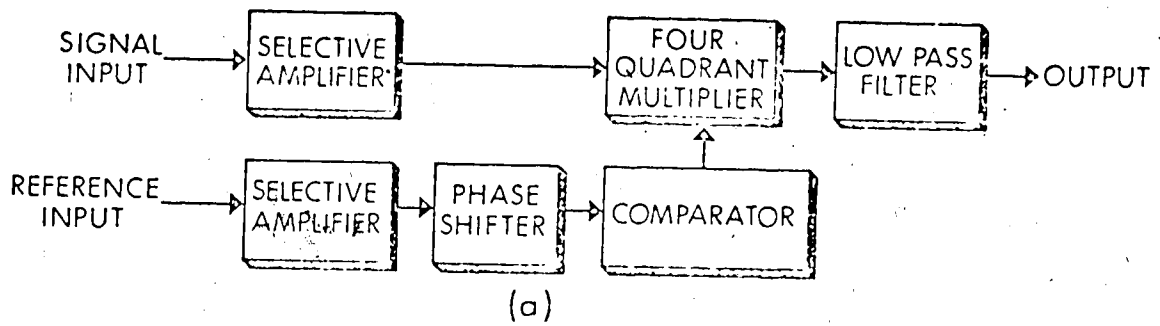 SIGNAL
INPUT
SELECTIVE
AMPLIFIER
FOUR
QUADRANT
MULTIPLIER
LOW PASS
FILTER
OUTPUT
REFERENCE
INPUT
SELECTIVE
AMPLIFIER
PHASE
SHIFTER
COMPARATOR
(a)